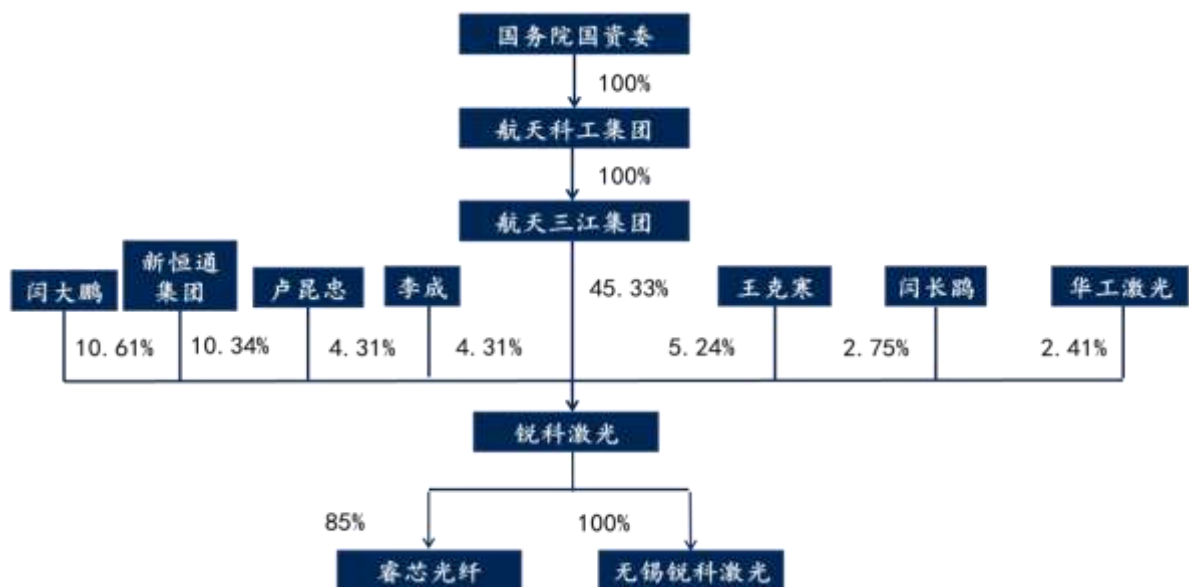 国务院国资委
100%
航天科工集团
100%
航天三江集团
闫大鹏
新恒通
集团
卢昆忠
李成
45.33%
王克寒
闫长鹍
华工激光
10.61%
10.34%
4.31%
4.31%
5.24%
2.75%
2.41%
锐科激光
85%
100%
睿芯光纤
无锡锐科激光